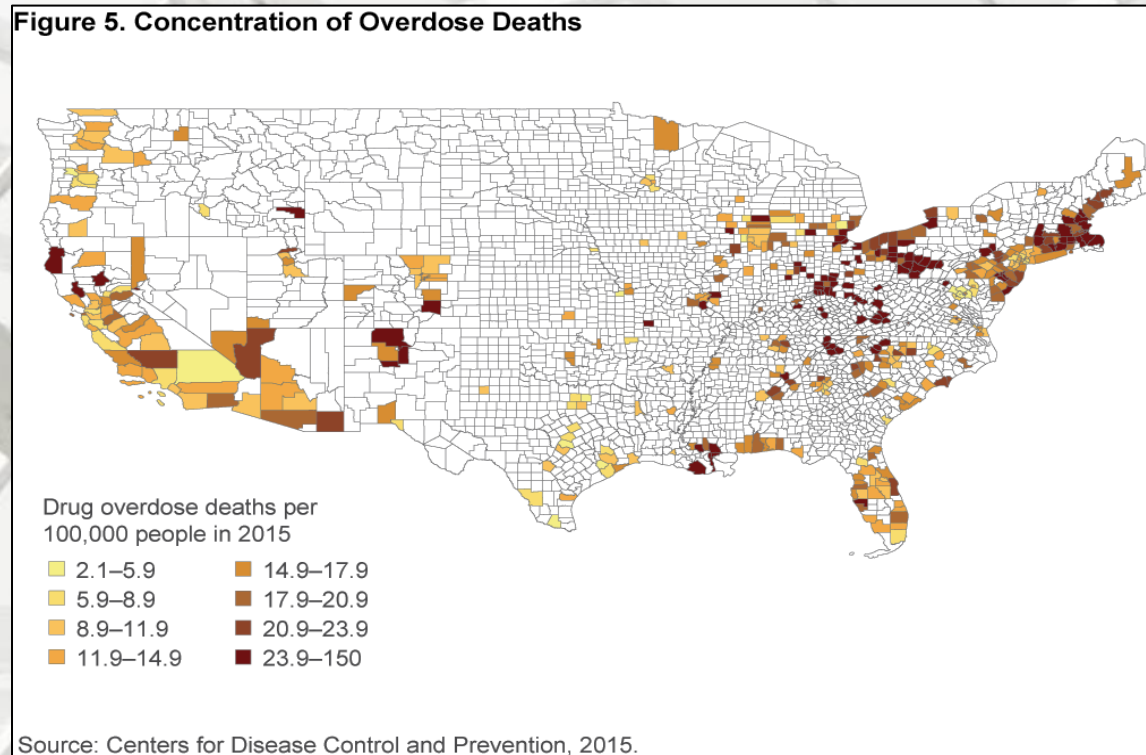 Figure 5. Concentration of Overdose Deaths
Drug overdose deaths per
100,000 people in 2015
2.1–5.9
5.9–8.9
8.9–11.9
11.9–14.9
14.9–17.9
17.9–20.9
20.9–23.9
23.9–150
Source: Centers for Disease Control and Prevention, 2015.